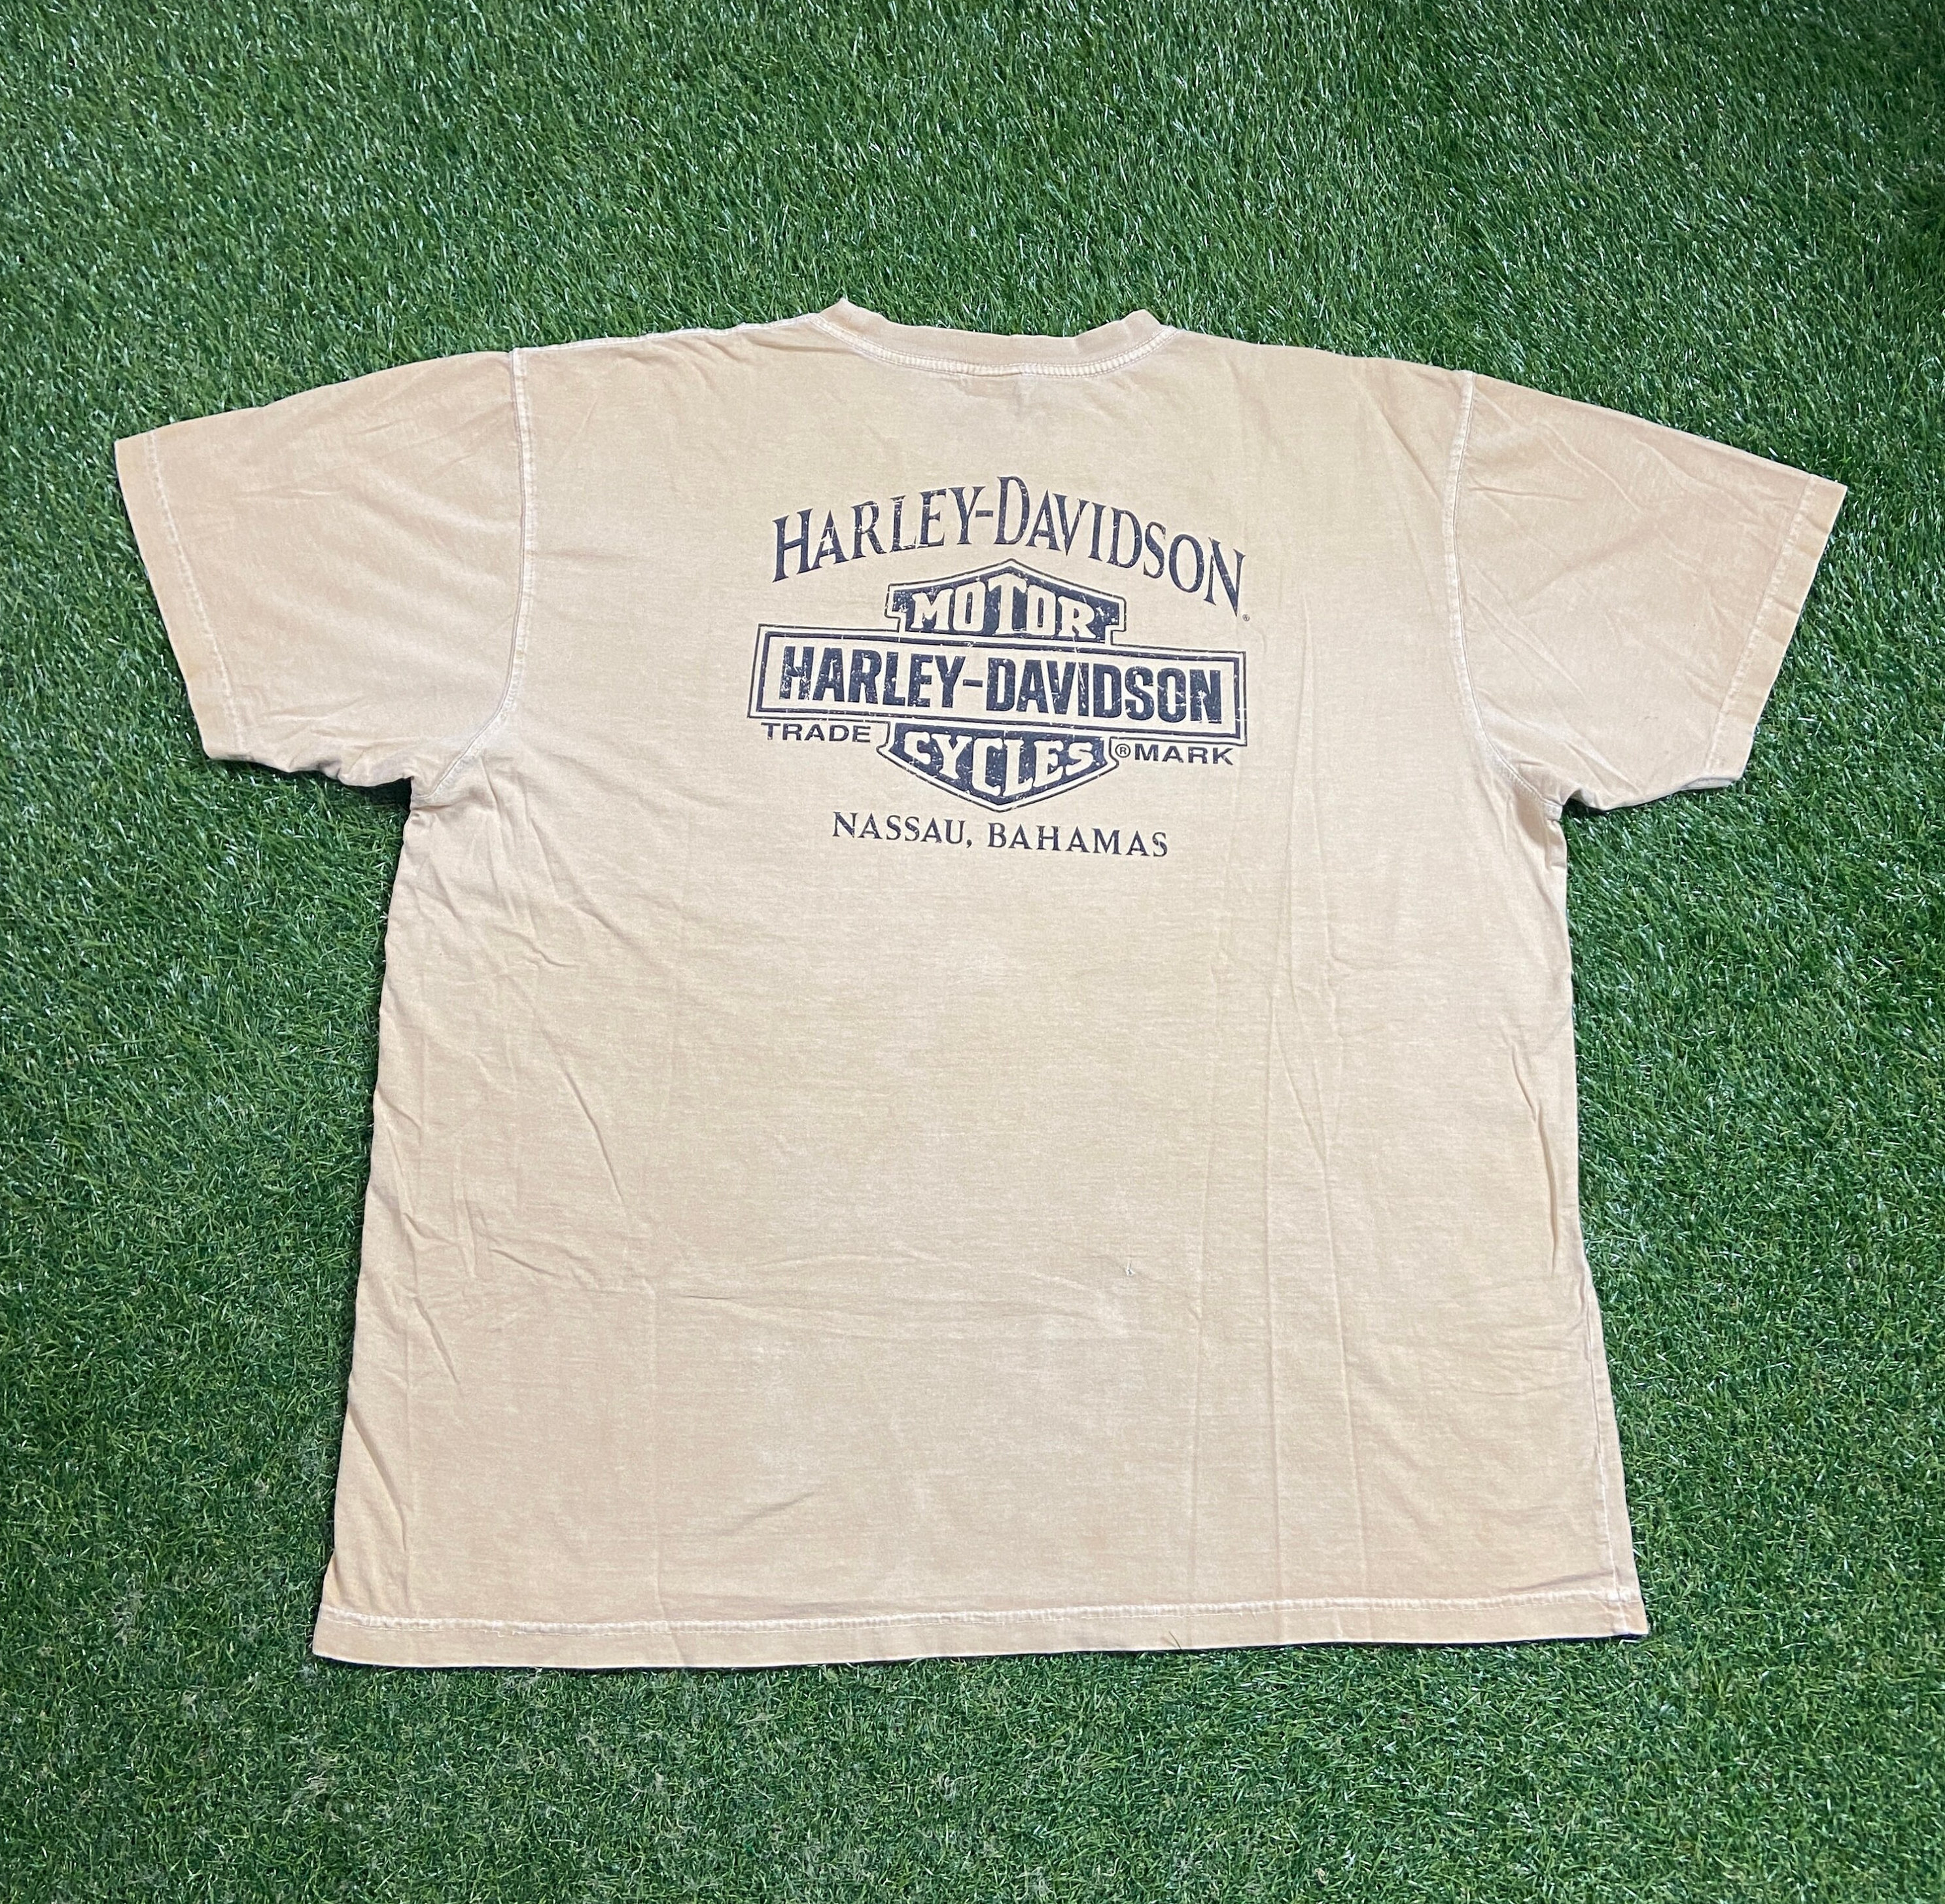 HARLEY-DAVIDSON®
MOTOR
HARLEY-DAVIDSON
TRADE CYCLES ®MARK
NASSAU, BAHAMAS